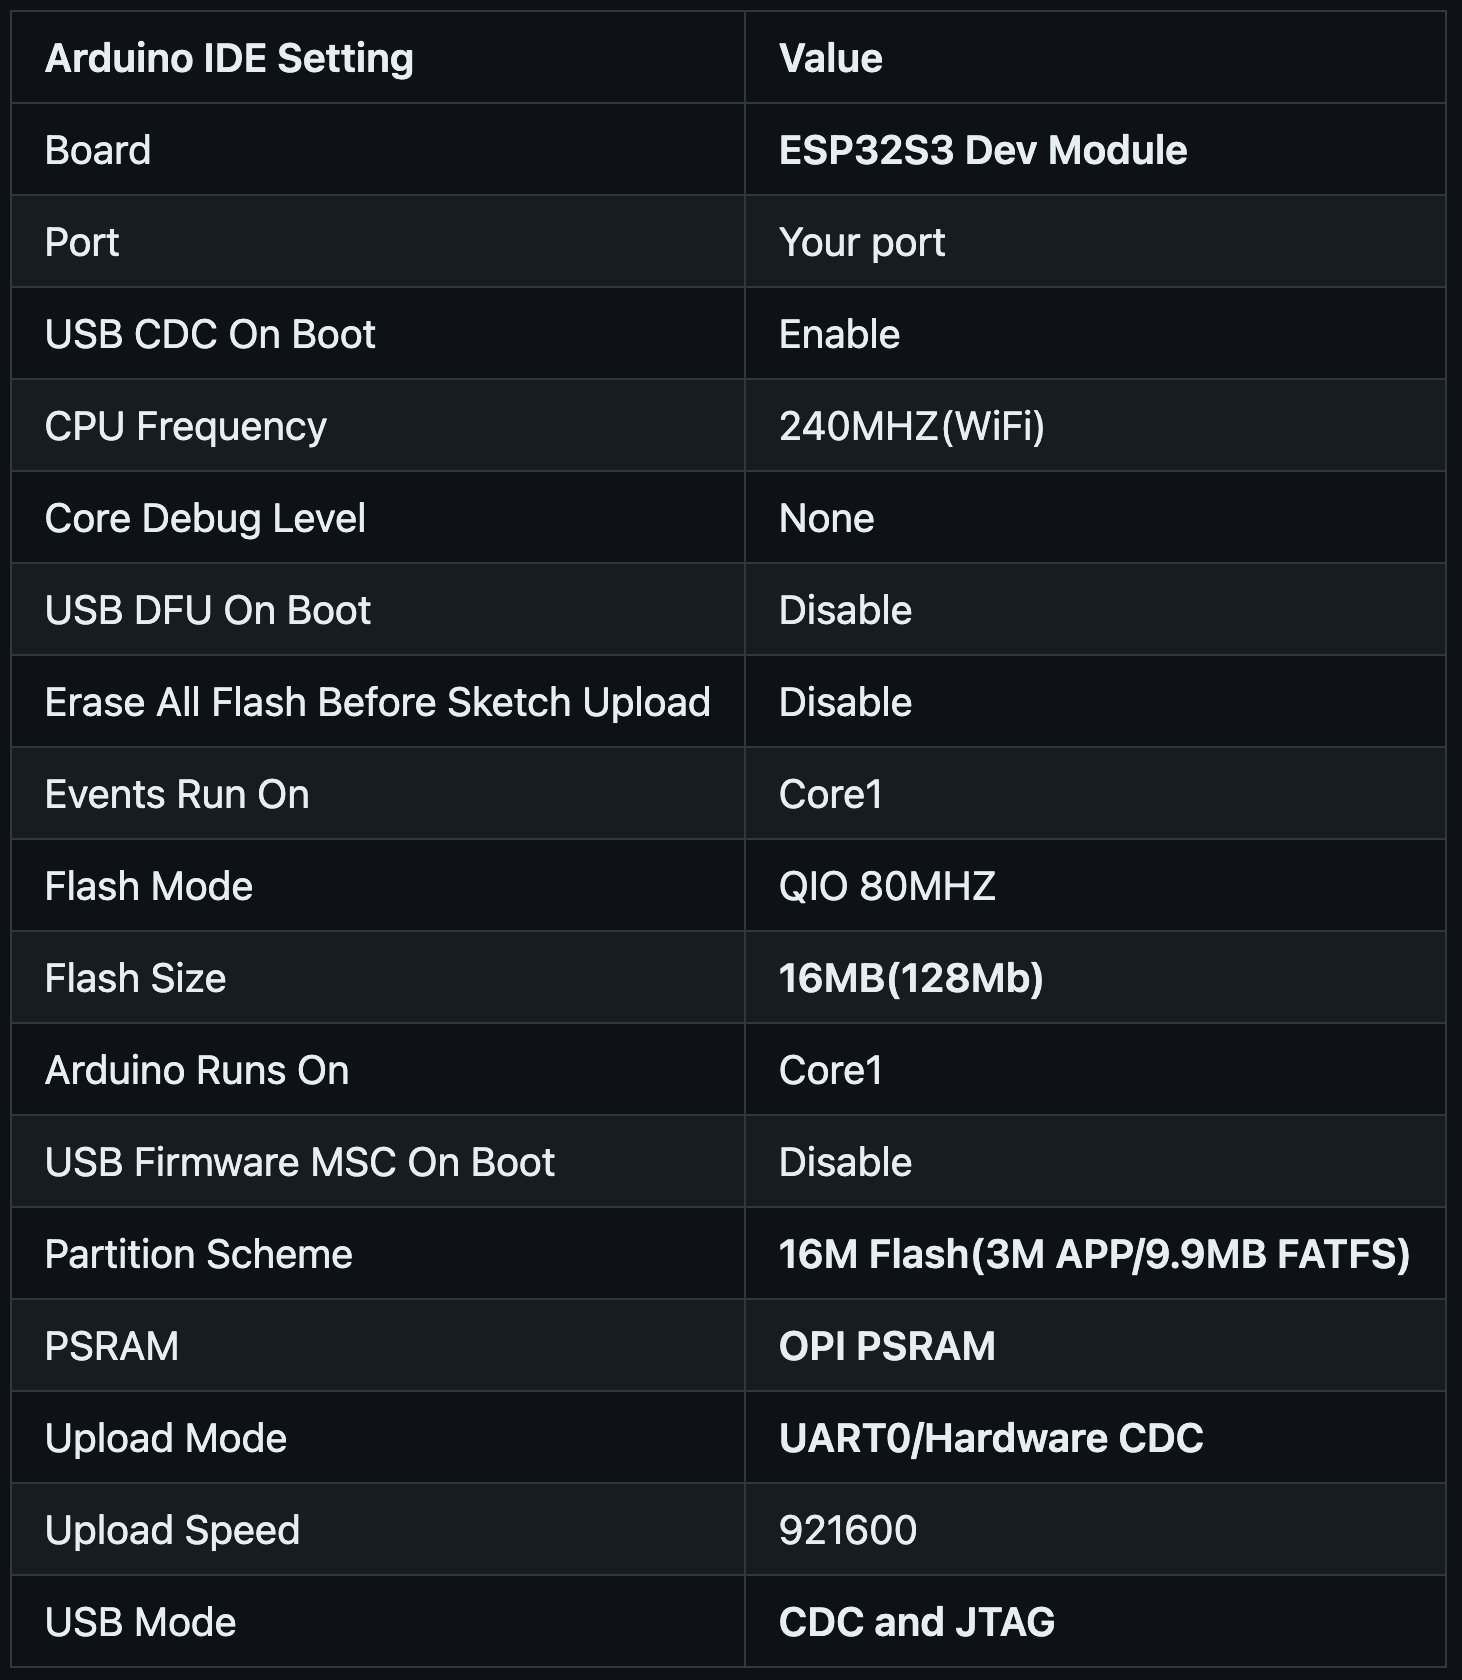 Arduino IDE Setting Value
Board ESP32S3 Dev Module
Port Your port
USB CDC On Boot Enable
CPU Frequency 240MHZ(WiFi)
Core Debug Level None
USB DFU On Boot Disable
Erase All Flash Before Sketch Upload Disable
Events Run On Core1
Flash Mode QIO 80MHZ
Flash Size 16MB(128Mb)
Arduino Runs On Core1
USB Firmware MSC On Boot Disable
Partition Scheme 16M Flash(3M APP/9.9MB FATFS)
PSRAM OPI PSRAM
Upload Mode UART0/Hardware CDC
Upload Speed 921600
USB Mode CDC and JTAG